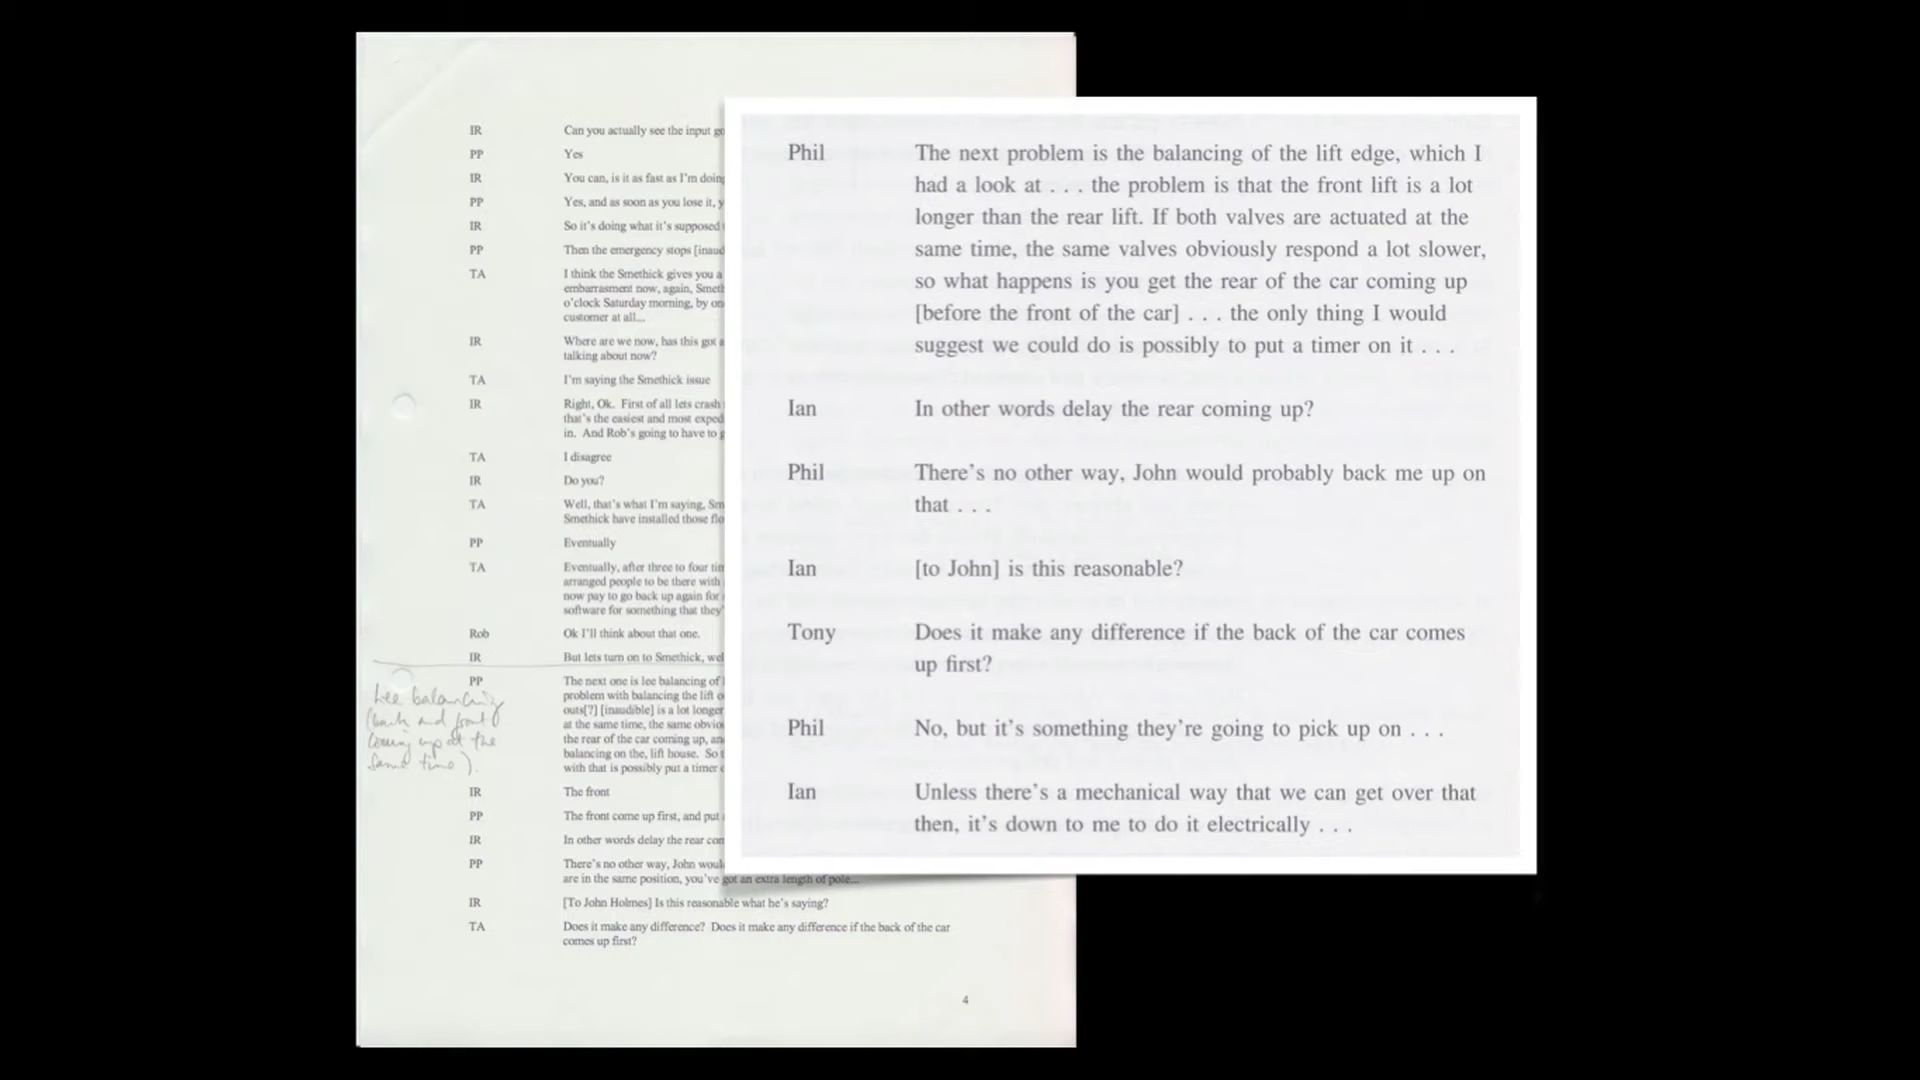 IR Can you actually see the input go
PP Yes
IR You can, is it as fast as I'm doing
PP Yes, and as soon as you lose it, y
IR So it's doing what it's supposed
PP Then the emergency stops [inaud
TA I think the Smethick gives you a
embarrasment now, again, Smeth
o'clock Saturday morning, by on
customer at all...
IR Where are we now, has this got a
talking about now?
TA I'm saying the Smethick issue
IR Right, Ok. First of all lets crash
that's the easiest and most exped
in. And Rob's going to have to g
TA I disagree
IR Do you?
TA Well, that's what I'm saying, Sm
Smethick have installed those flo
PP Eventually
TA Eventually, after three to four tim
arranged people to be there with
now pay to go back up again for
software for something that they'
Rob Ok I'll think about that one.
IR But lets turn on to Smethick, wel
PP The next one is lee balancing of
problem with balancing the lift o
outs[?] [inaudible] is a lot longer
at the same time, the same obvio
the rear of the car coming up, an
balancing on the, lift house. So
with that is possibly put a timer
IR The front
PP The front come up first, and put
IR In other words delay the rear com
PP There's no other way, John woul
are in the same position, you've got an extra length of pole...
IR [To John Holmes] Is this reasonable what he's saying?
TA Does it make any difference? Does it make any difference if the back of the car
comes up first?
4
Lee balancing
(back and front
coming up at the
same time).
Phil The next problem is the balancing of the lift edge, which I
had a look at . . . the problem is that the front lift is a lot
longer than the rear lift. If both valves are actuated at the
same time, the same valves obviously respond a lot slower,
so what happens is you get the rear of the car coming up
[before the front of the car] . . . the only thing I would
suggest we could do is possibly to put a timer on it . . .
Ian In other words delay the rear coming up?
Phil There's no other way, John would probably back me up on
that . . .
Ian [to John] is this reasonable?
Tony Does it make any difference if the back of the car comes
up first?
Phil No, but it's something they're going to pick up on . . .
Ian Unless there's a mechanical way that we can get over that
then, it's down to me to do it electrically . . .